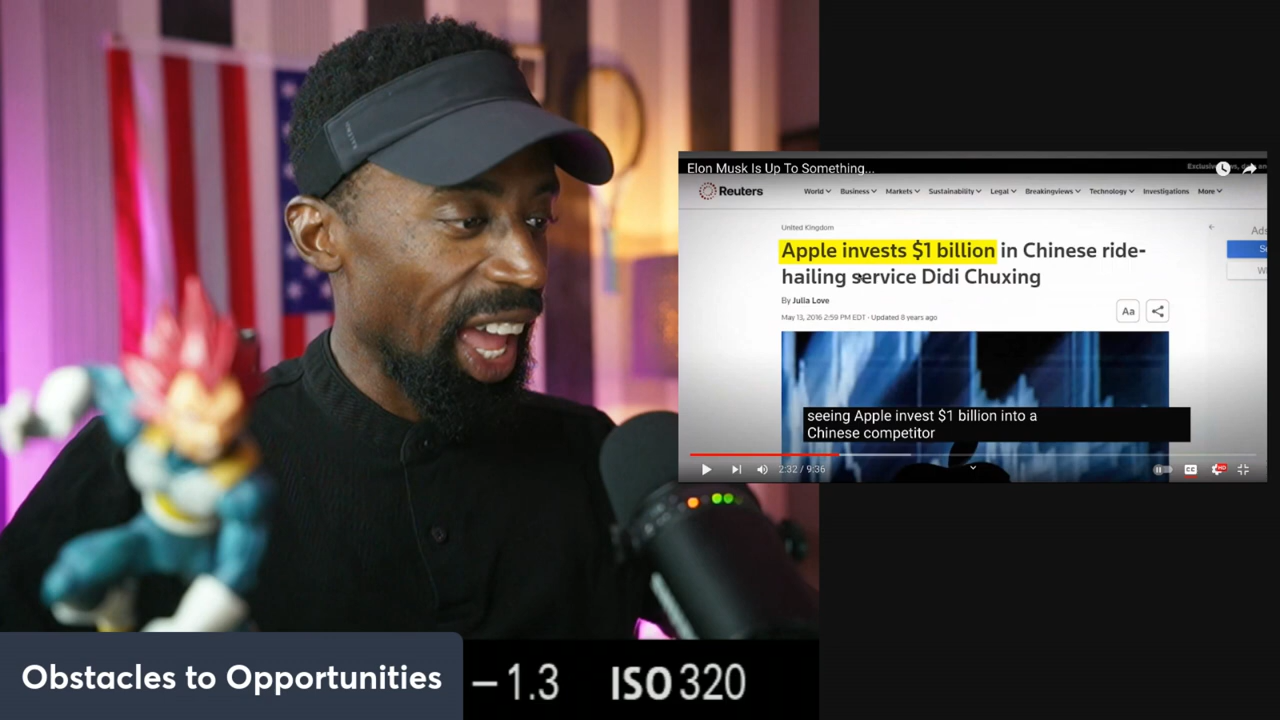 Elon Musk Is Up To Something...
Reuters
World Business Markets Sustainability Legal Breakingviews Technology Investigations More
United Kingdom
Apple invests $1 billion in Chinese ride-
hailing service Didi Chuxing
By Julia Love
May 13, 2016 2:59 PM EDT · Updated 8 years ago
Aa
seeing Apple invest $1 billion into a
Chinese competitor
2:32 / 9:36
CC
HD
Obstacles to Opportunities
– 1.3 ISO 320